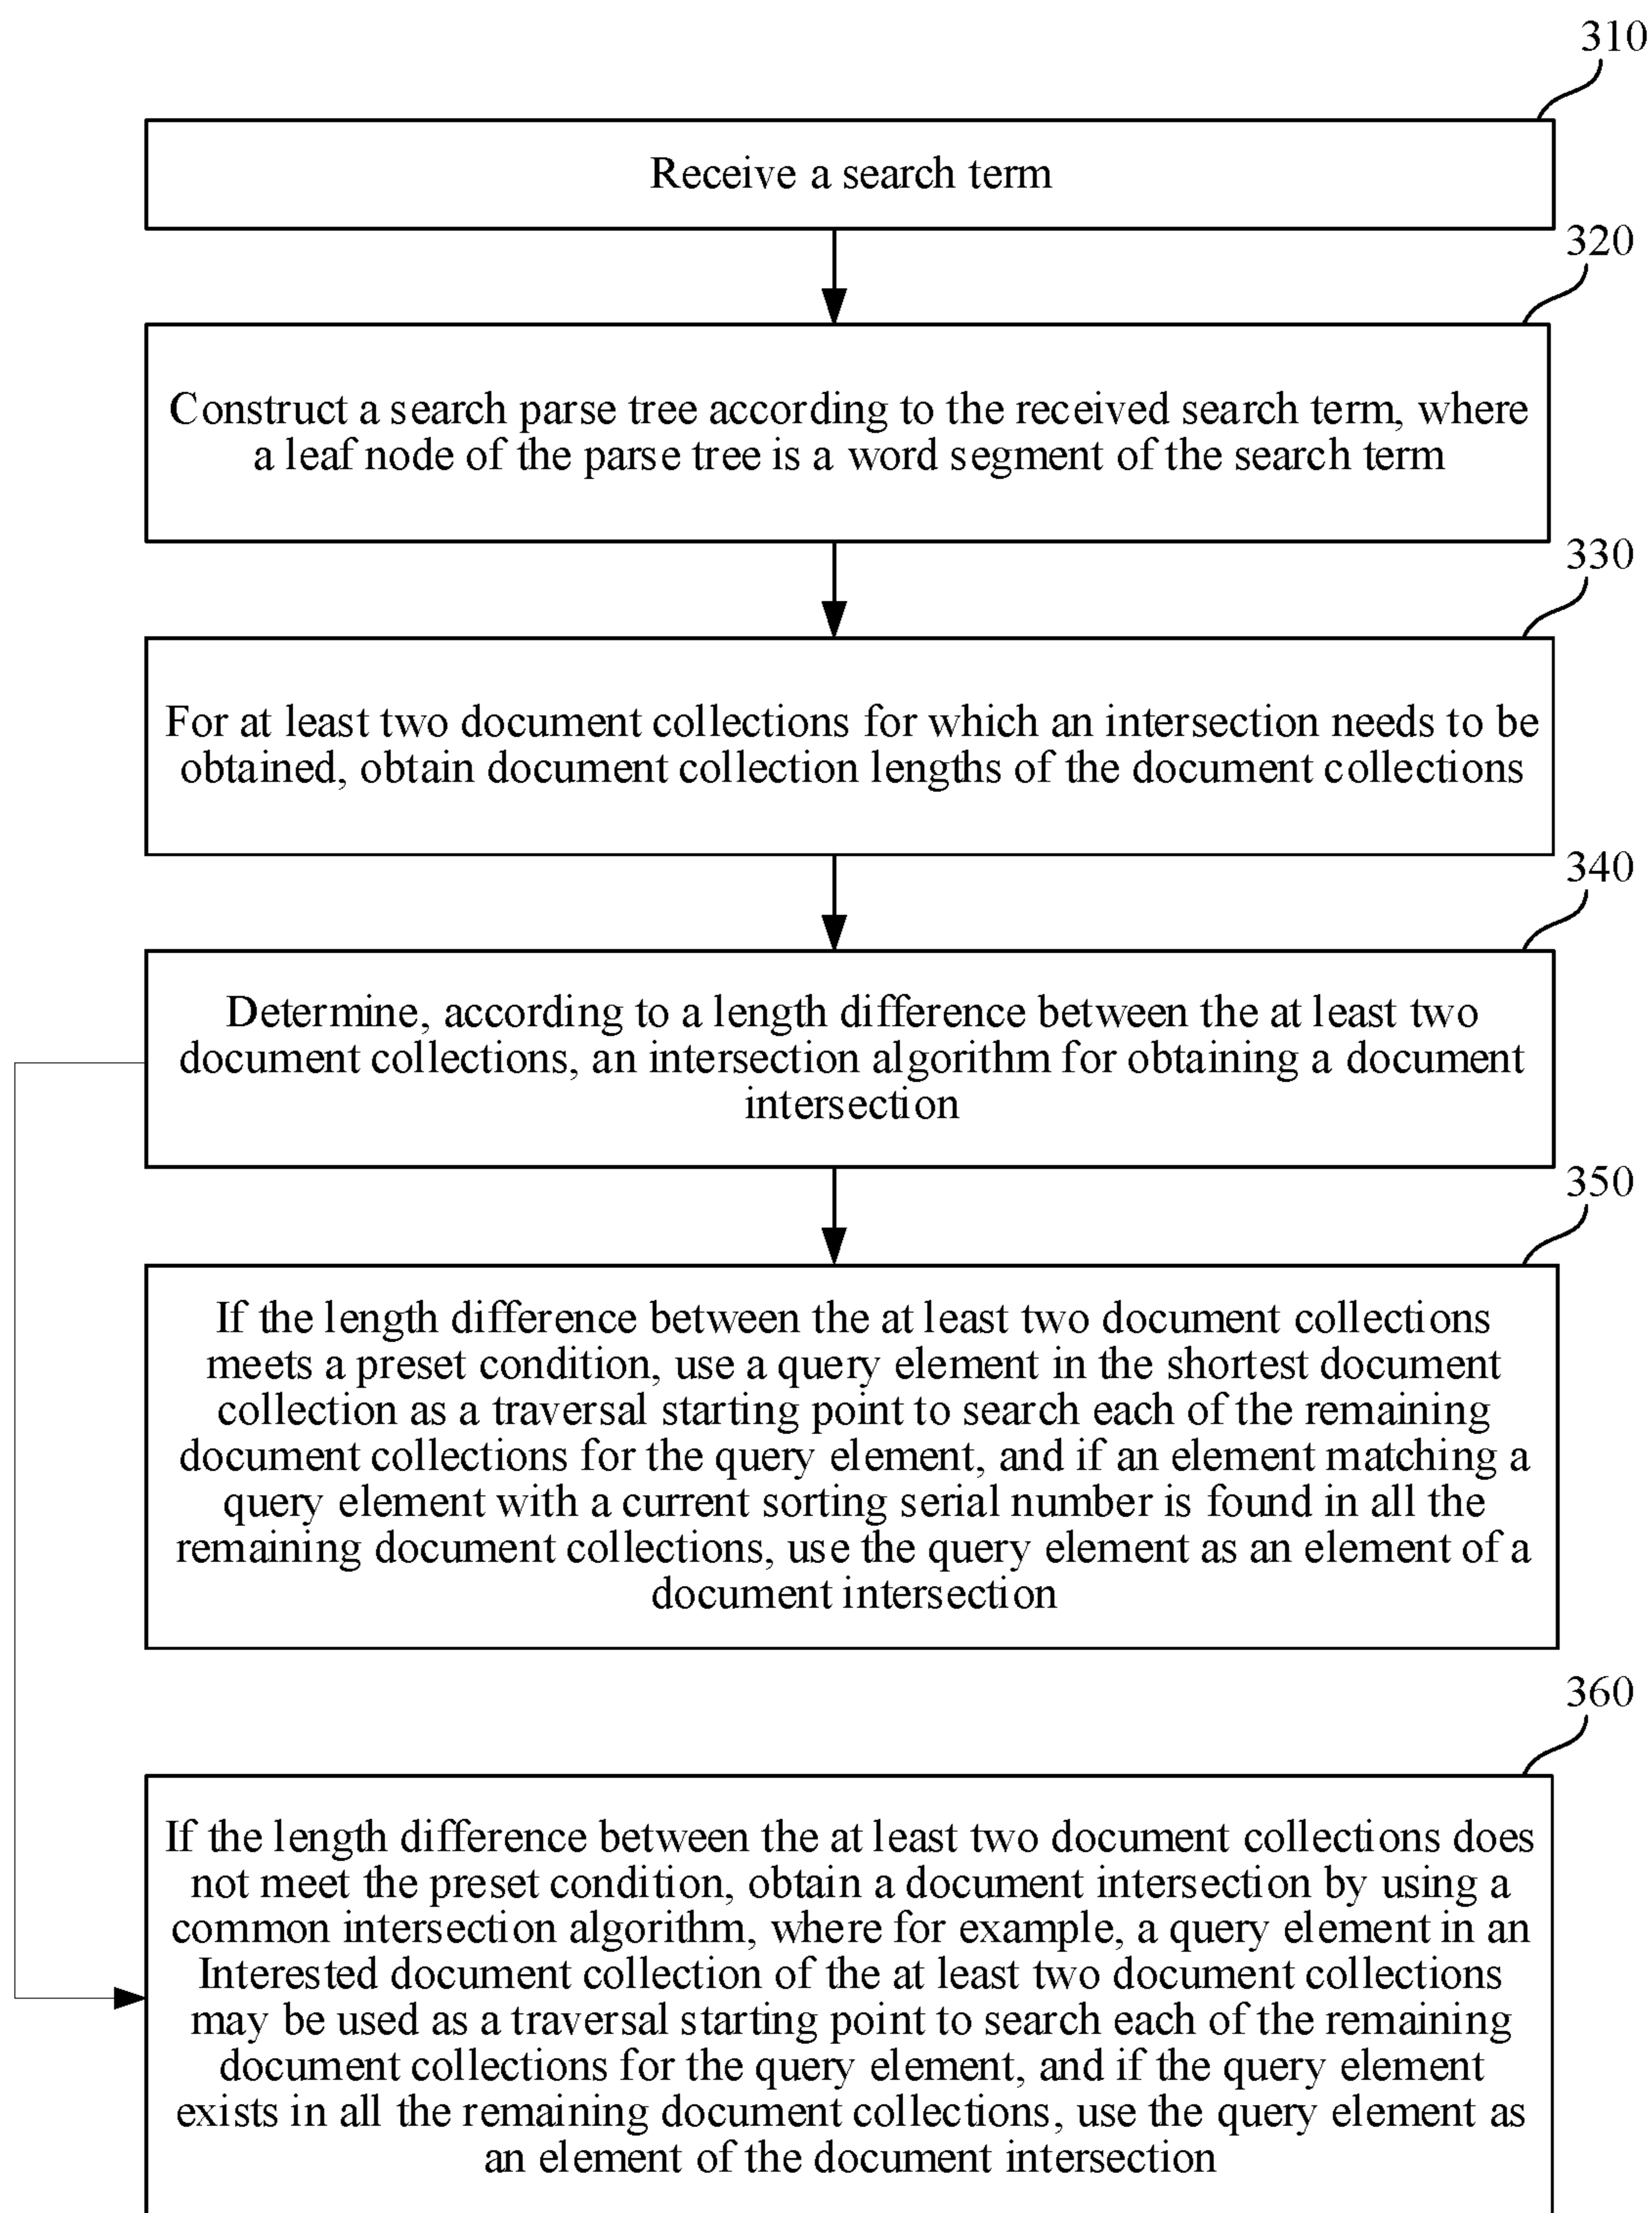 310
Receive a search term
320
Construct a search parse tree according to the received search term, where
a leaf node of the parse tree is a word segment of the search term
330
For at least two document collections for which an intersection needs to be
obtained, obtain document collection lengths of the document collections
340
Determine, according to a length difference between the at least two
document collections, an intersection algorithm for obtaining a document
intersection
350
If the length difference between the at least two document collections
meets a preset condition, use a query element in the shortest document
collection as a traversal starting point to search each of the remaining
document collections for the query element, and if an element matching a
query element with a current sorting serial number is found in all the
remaining document collections, use the query element as an element of a
document intersection
360
If the length difference between the at least two document collections does
not meet the preset condition, obtain a document intersection by using a
common intersection algorithm, where for example, a query element in an
Interested document collection of the at least two document collections
may be used as a traversal starting point to search each of the remaining
document collections for the query element, and if the query element
exists in all the remaining document collections, use the query element as
an element of the document intersection